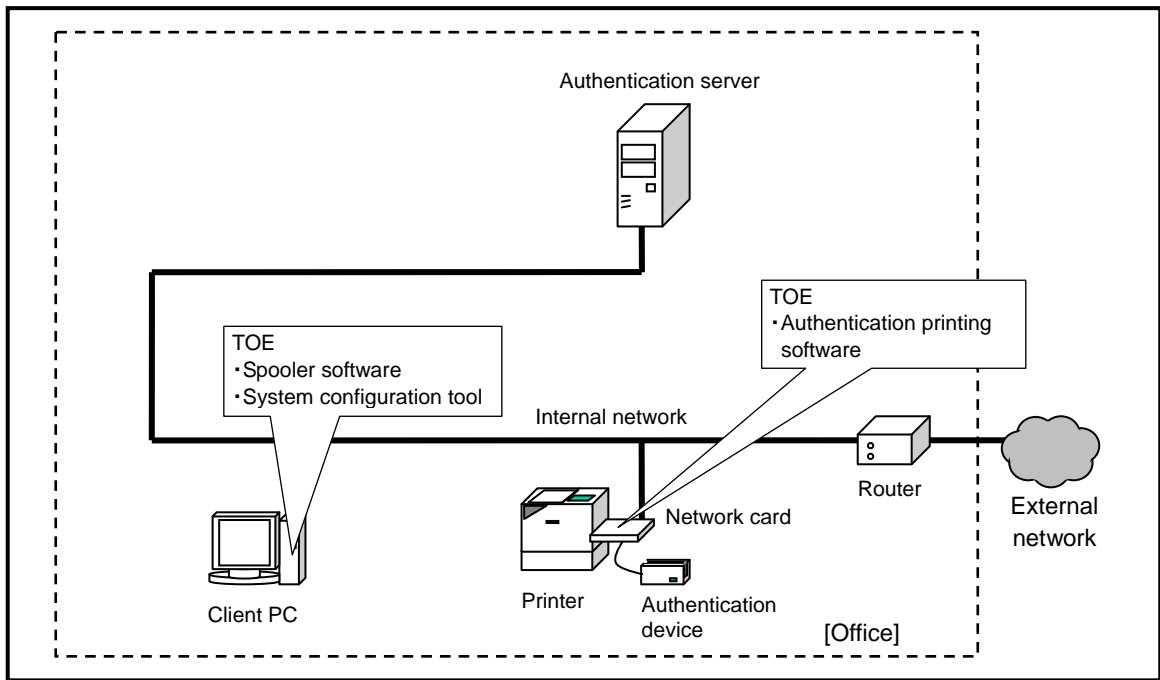 Authentication server
TOE
・Authentication printing
software
TOE
・Spooler software
・System configuration tool
Internal network
Router
External
network
Network card
Client PC
Printer
Authentication
device
[Office]